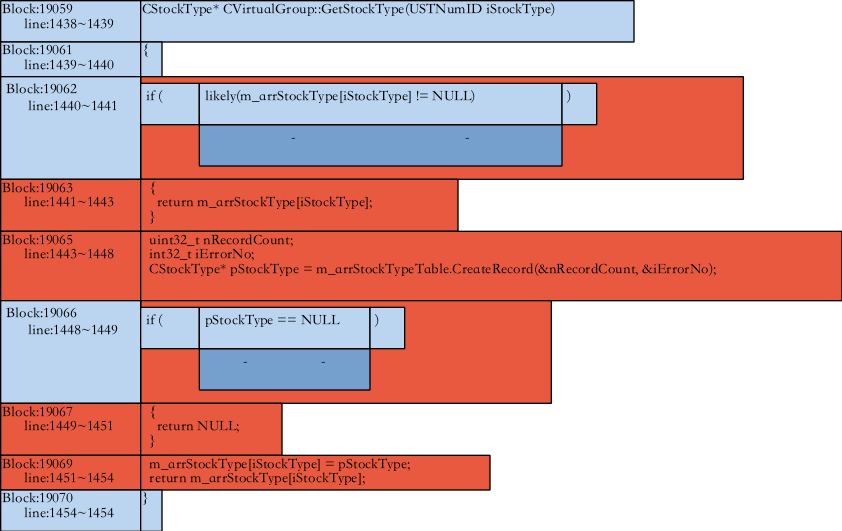 Block:19059
line:1438~1439
CStockType* CVirtualGroup::GetStockType(USTNumID iStockType)
Block:19061
line:1439~1440
{
Block:19062
line:1440~1441
if ( likely(m_arrStockType[iStockType] != NULL) )
- -
Block:19063
line:1441~1443
{
return m_arrStockType[iStockType];
}
Block:19065
line:1443~1448
uint32_t nRecordCount;
int32_t iErrorNo;
CStockType* pStockType = m_arrStockTypeTable.CreateRecord(&nRecordCount, &iErrorNo);
Block:19066
line:1448~1449
if ( pStockType == NULL )
- -
Block:19067
line:1449~1451
{
return NULL;
}
Block:19069
line:1451~1454
m_arrStockType[iStockType] = pStockType;
return m_arrStockType[iStockType];
Block:19070
line:1454~1454
}